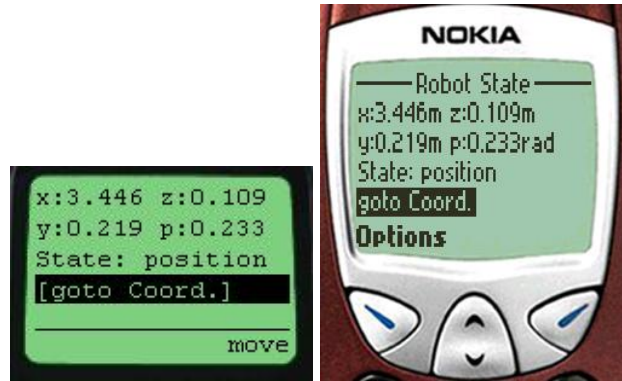 x:3.446 z:0.109
y:0.219 p:0.233
State: position
[goto Coord.]
move
NOKIA
Robot State
x:3.446m z:0.109m
y:0.219m p:0.233rad
State: position
goto Coord.
Options